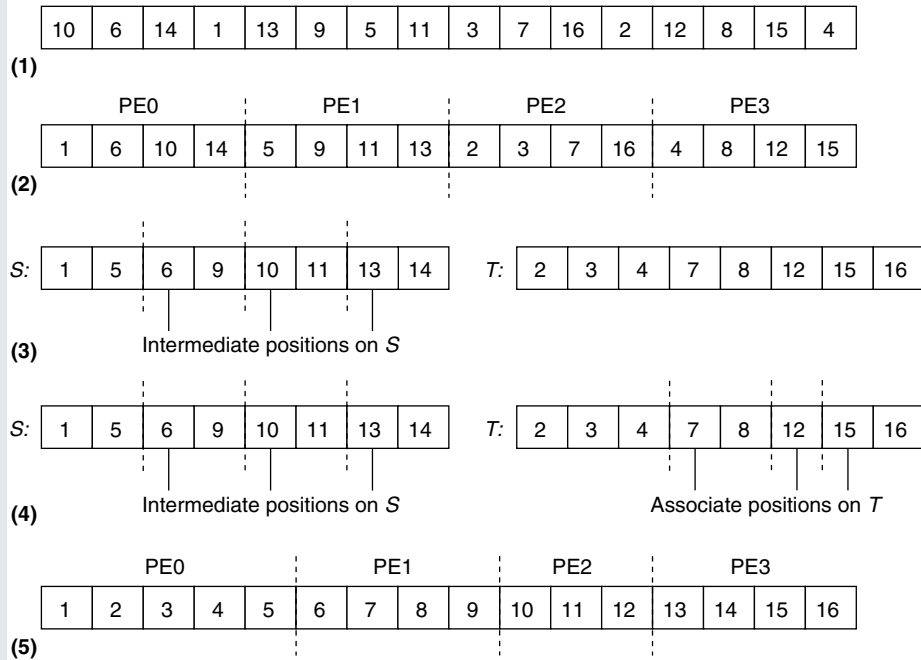 10 6 14 1 13 9 5 11 3 7 16 2 12 8 15 4
(1)
PE0 PE1 PE2 PE3
1 6 10 14 5 9 11 13 2 3 7 16 4 8 12 15
(2)
S: 1 5 6 9 10 11 13 14 T: 2 3 4 7 8 12 15 16
Intermediate positions on S
(3)
S: 1 5 6 9 10 11 13 14 T: 2 3 4 7 8 12 15 16
Intermediate positions on S Associate positions on T
(4)
PE0 PE1 PE2 PE3
1 2 3 4 5 6 7 8 9 10 11 12 13 14 15 16
(5)